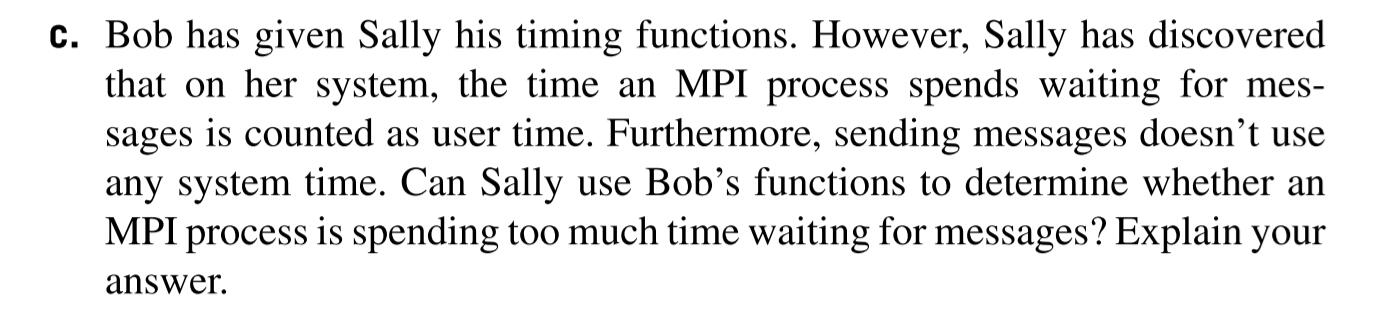 c. Bob has given Sally his timing functions. However, Sally has discovered
that on her system, the time an MPI process spends waiting for mes-
sages is counted as user time. Furthermore, sending messages doesn’t use
any system time. Can Sally use Bob’s functions to determine whether an
MPI process is spending too much time waiting for messages? Explain your
answer.